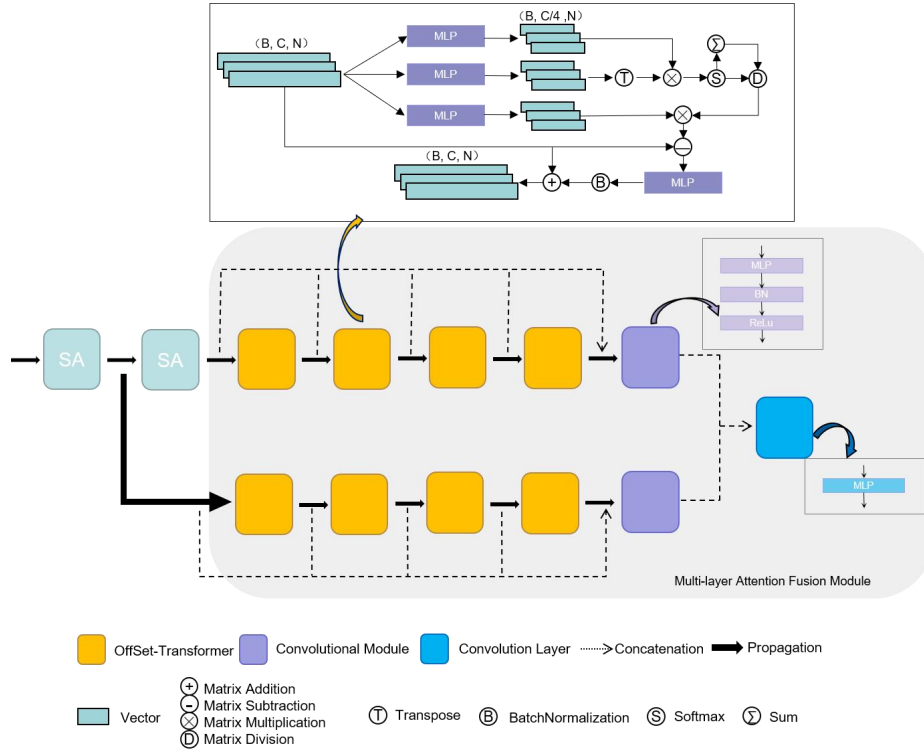 (B, C, N)
(B, C/4 ,N)
MLP
MLP
T
×
S
Σ
D
MLP
×
−
(B, C, N)
+
B
MLP
MLP
BN
ReLu
SA
SA
MLP
Multi-layer Attention Fusion Module
OffSet-Transformer
Convolutional Module
Convolution Layer
Concatenation
Propagation
Vector
+ Matrix Addition
− Matrix Subtraction
× Matrix Multiplication
D Matrix Division
T Transpose
B BatchNormalization
S Softmax
Σ Sum